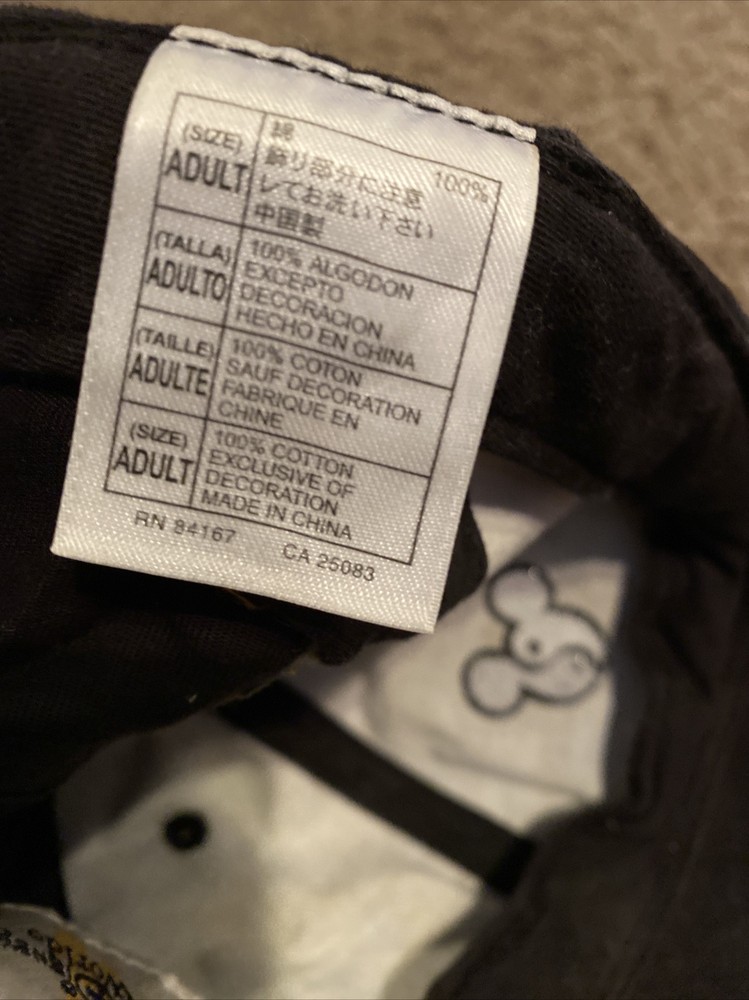 (SIZE)
ADULT
綿 100%
飾り部分に注意
してお洗い下さい
中国製
(TALLA)
ADULTO
100% ALGODON
EXCEPTO
DECORACION
HECHO EN CHINA
(TAILLE)
ADULTE
100% COTON
SAUF DECORATION
FABRIQUE EN
CHINE
(SIZE)
ADULT
100% COTTON
EXCLUSIVE OF
DECORATION
MADE IN CHINA
RN 84167 CA 25083